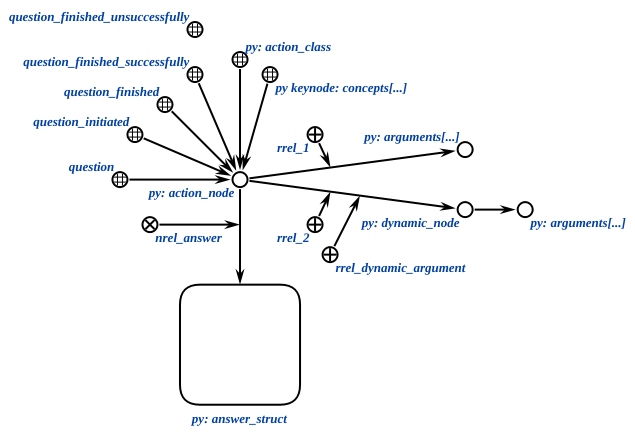 question_finished_unsuccessfully
py: action_class
question_finished_successfully
py keynode: concepts[...]
question_finished
question_initiated
py: arguments[...]
rrel_1
question
py: action_node
py: dynamic_node
py: arguments[...]
nrel_answer
rrel_2
rrel_dynamic_argument
py: answer_struct